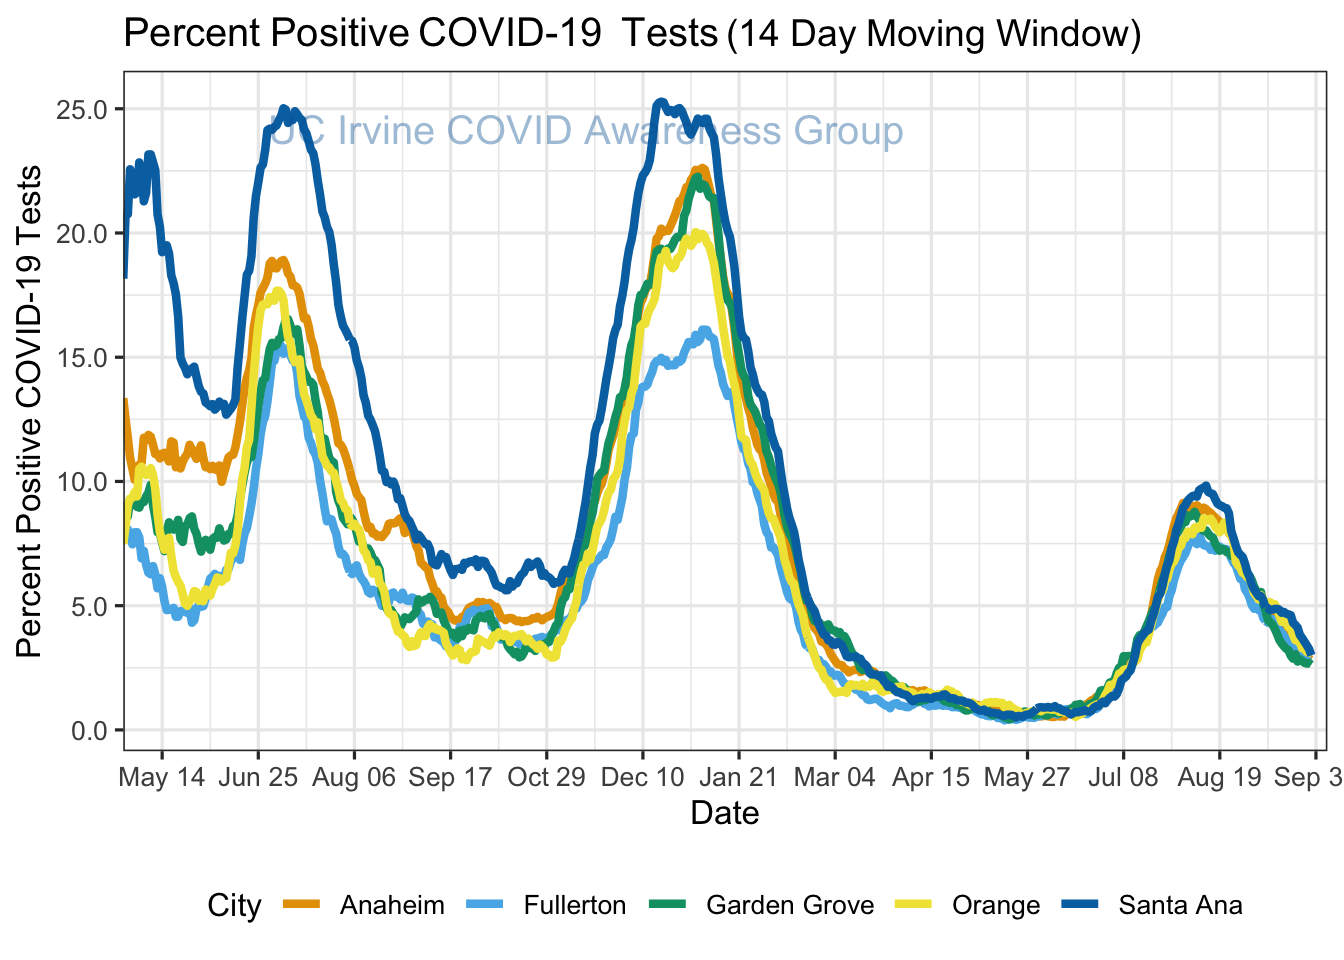 Percent Positive COVID-19 Tests (14 Day Moving Window)
UC Irvine COVID Awareness Group
Percent Positive COVID-19 Tests
25.0
20.0
15.0
10.0
5.0
0.0
May 14 Jun 25 Aug 06 Sep 17 Oct 29 Dec 10 Jan 21 Mar 04 Apr 15 May 27 Jul 08 Aug 19 Sep 3
Date
City Anaheim Fullerton Garden Grove Orange Santa Ana